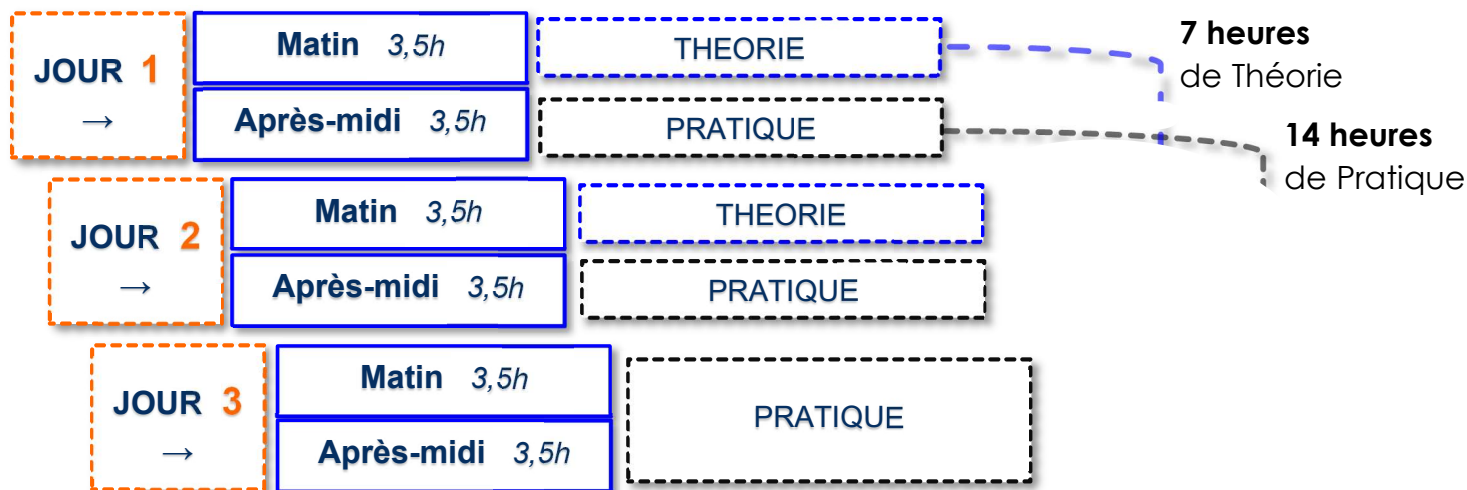 JOUR 1
→
Matin 3,5h
THEORIE
Après-midi 3,5h
PRATIQUE
7 heures
de Théorie
14 heures
de Pratique
JOUR 2
→
Matin 3,5h
THEORIE
Après-midi 3,5h
PRATIQUE
JOUR 3
→
Matin 3,5h
Après-midi 3,5h
PRATIQUE